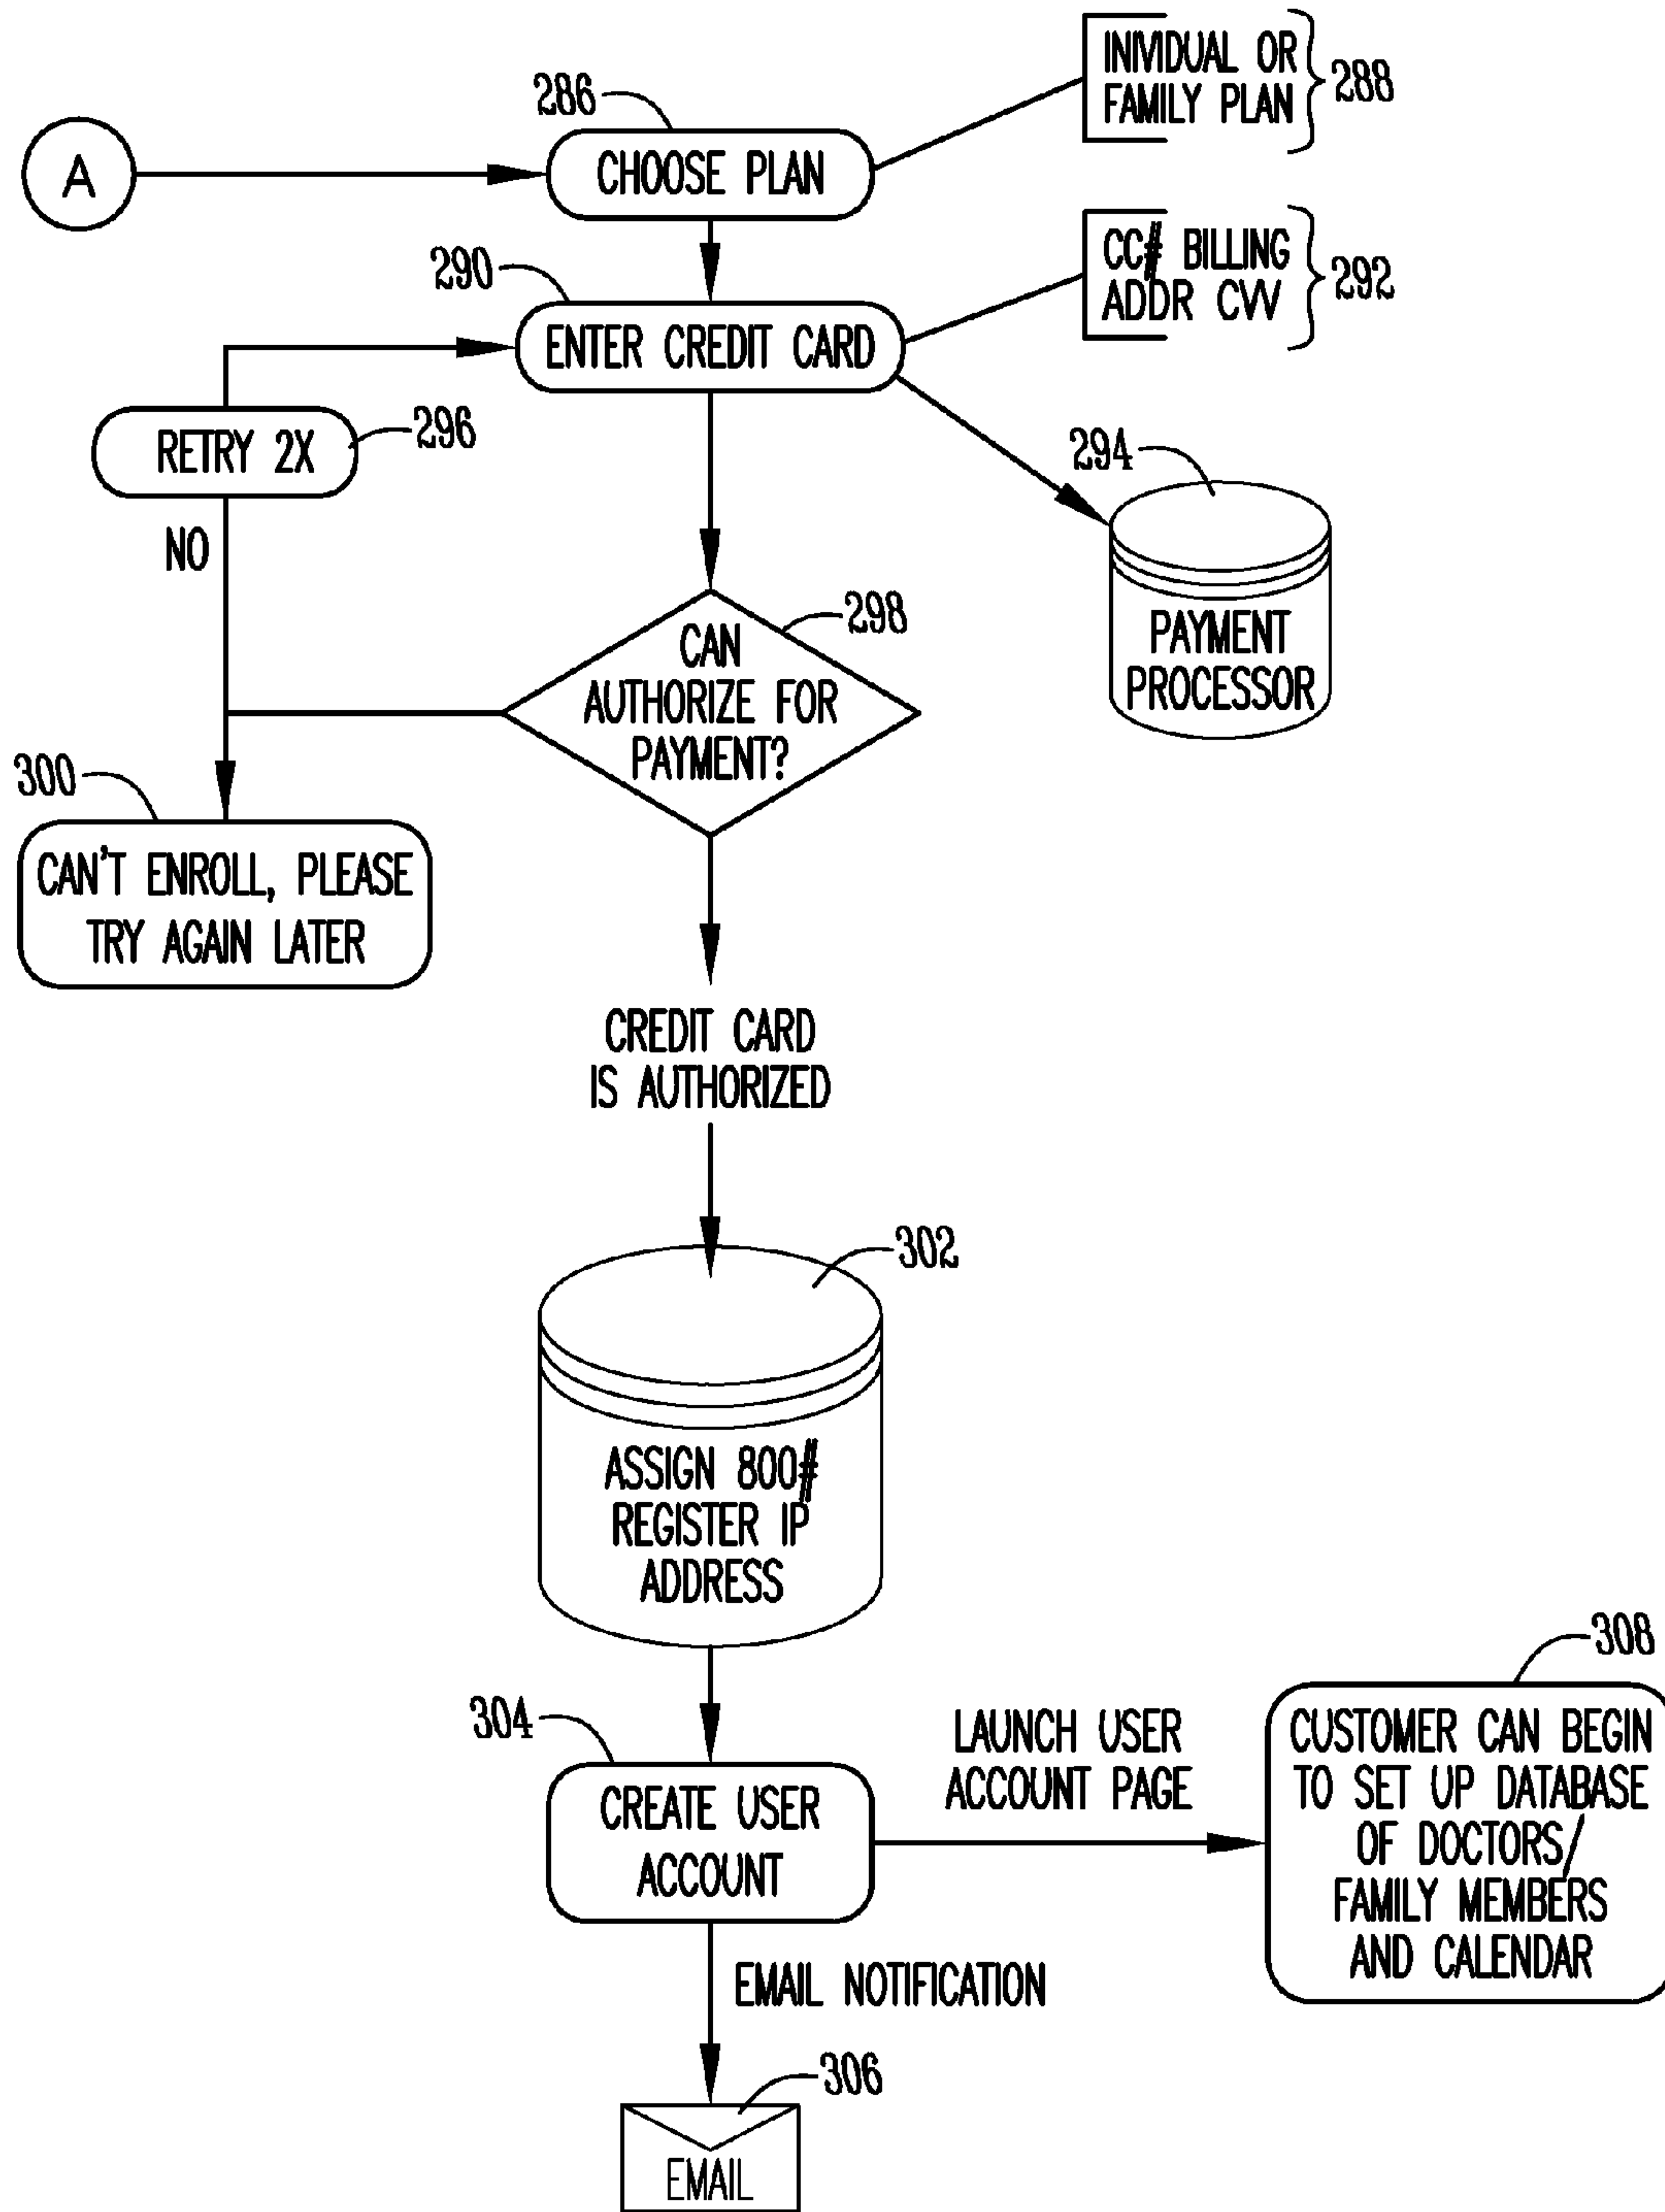 A
286
CHOOSE PLAN
INIVIDUAL OR
FAMILY PLAN
288
290
ENTER CREDIT CARD
CC# BILLING
ADDR CVV
292
RETRY 2X
296
NO
294
PAYMENT
PROCESSOR
298
CAN
AUTHORIZE FOR
PAYMENT?
300
CAN'T ENROLL, PLEASE
TRY AGAIN LATER
CREDIT CARD
IS AUTHORIZED
302
ASSIGN 800#
REGISTER IP
ADDRESS
304
CREATE USER
ACCOUNT
LAUNCH USER
ACCOUNT PAGE
308
CUSTOMER CAN BEGIN
TO SET UP DATABASE
OF DOCTORS/
FAMILY MEMBERS
AND CALENDAR
EMAIL NOTIFICATION
306
EMAIL